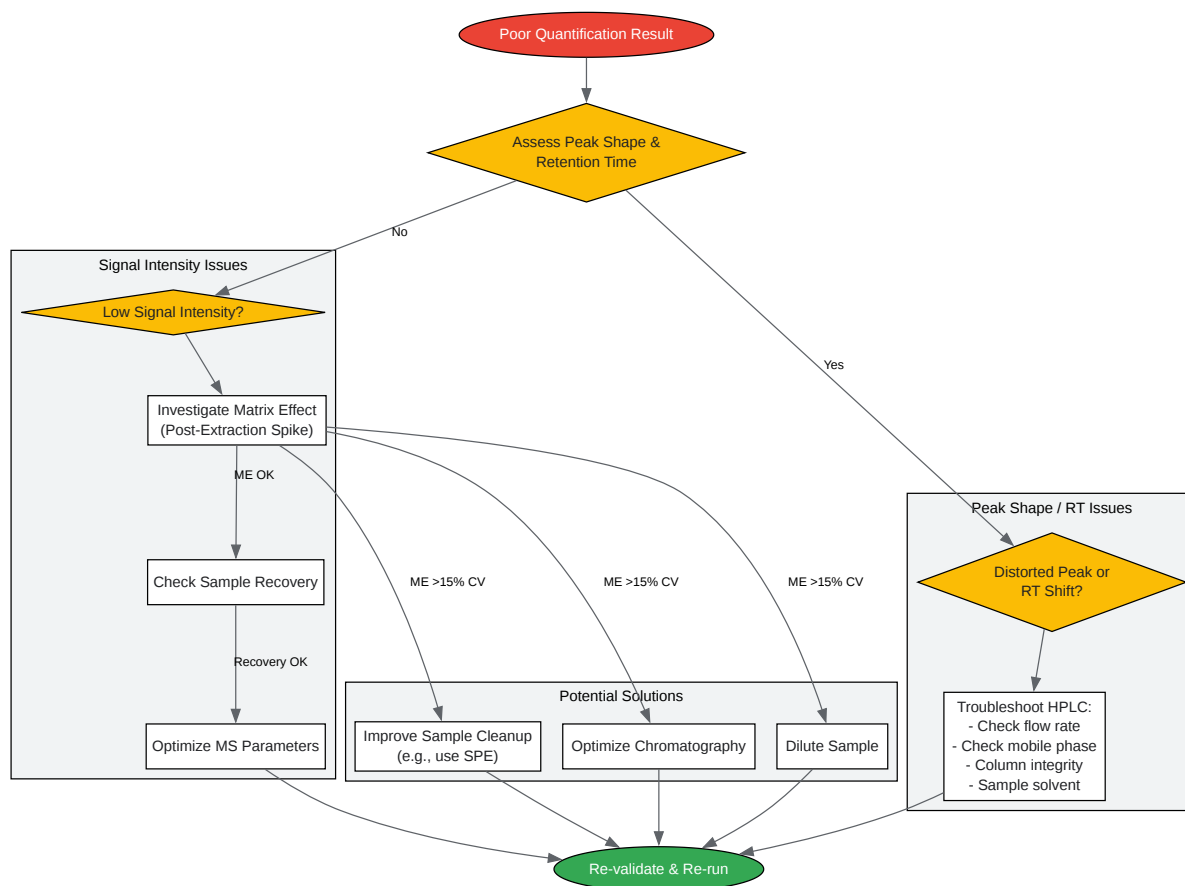 Poor Quantification Result
Assess Peak Shape &
Retention Time
No
Yes
Signal Intensity Issues
Low Signal Intensity?
Investigate Matrix Effect
(Post-Extraction Spike)
ME OK
Check Sample Recovery
Recovery OK
Optimize MS Parameters
ME >15% CV
ME >15% CV
ME >15% CV
Potential Solutions
Improve Sample Cleanup
(e.g., use SPE)
Optimize Chromatography
Dilute Sample
Peak Shape / RT Issues
Distorted Peak or
RT Shift?
Troubleshoot HPLC:
- Check flow rate
- Check mobile phase
- Column integrity
- Sample solvent
Re-validate & Re-run